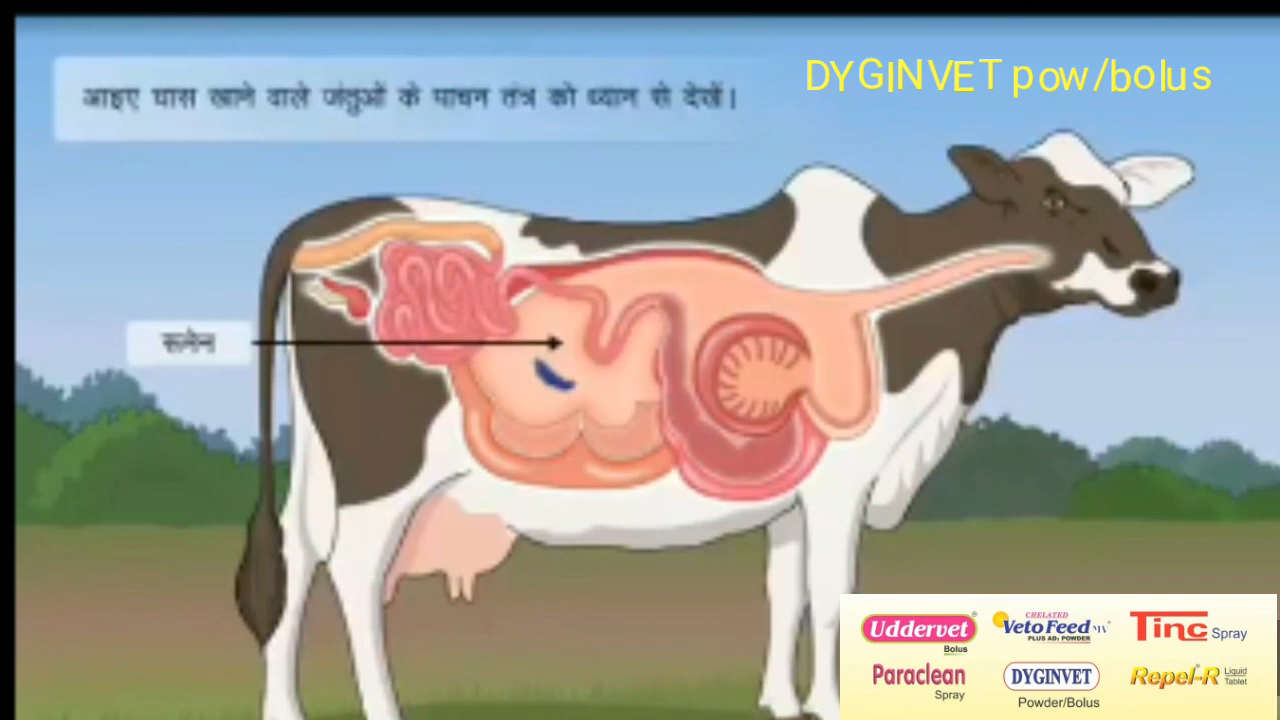 आइए घास खाने वाले जंतुओं के पाचन तंत्र को ध्यान से देखें।
DYGINVET pow/bolus
रूमेन
Uddervet®
Bolus
CHELATED
VetoFeed MV
PLUS AD₃ POWDER
Tinc Spray
Paraclean
Spray
DYGINVET
Powder/Bolus
Repel-R Liquid
Tablet